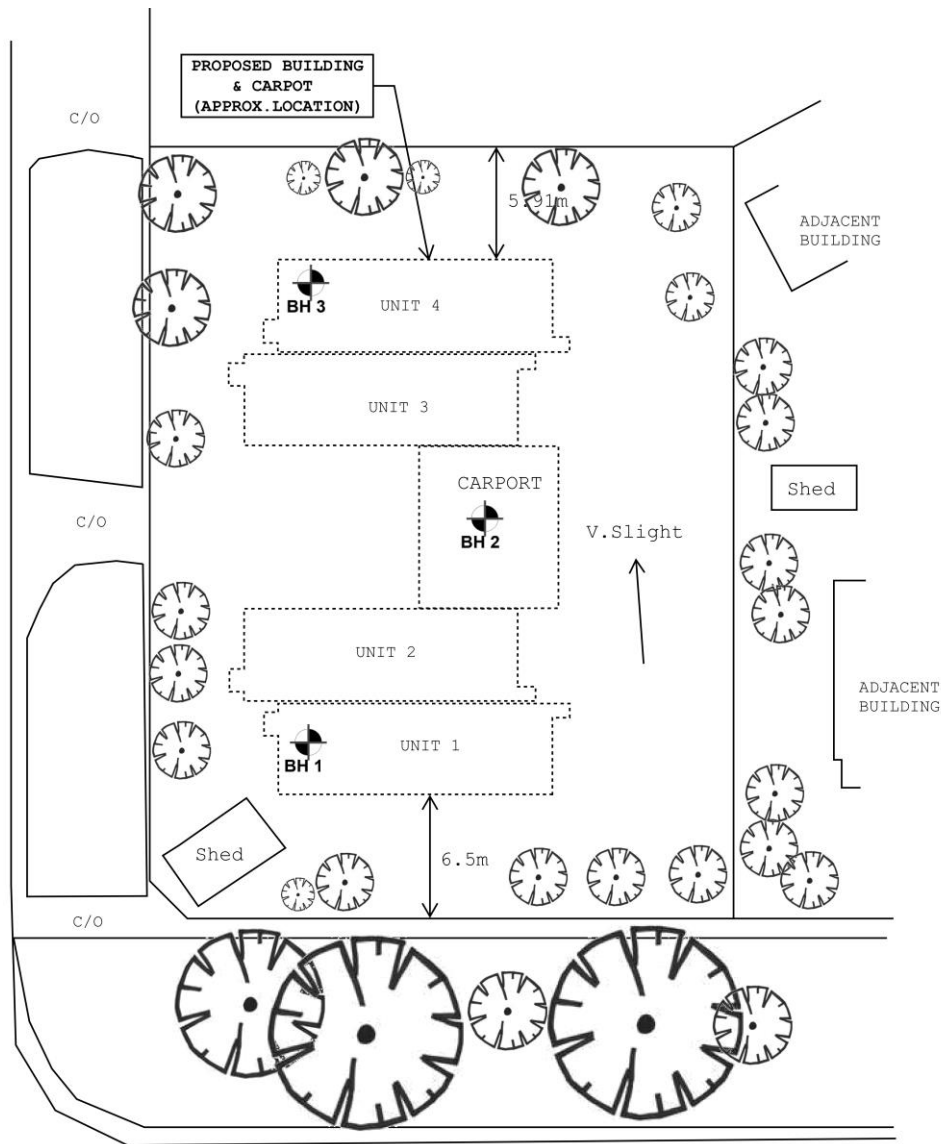 PROPOSED BUILDING
& CARPOT
(APPROX.LOCATION)
C/O
5.91m
ADJACENT
BUILDING
BH 3
UNIT 4
UNIT 3
CARPORT
Shed
C/O
V.Slight
BH 2
UNIT 2
ADJACENT
BUILDING
UNIT 1
BH 1
Shed
6.5m
C/O